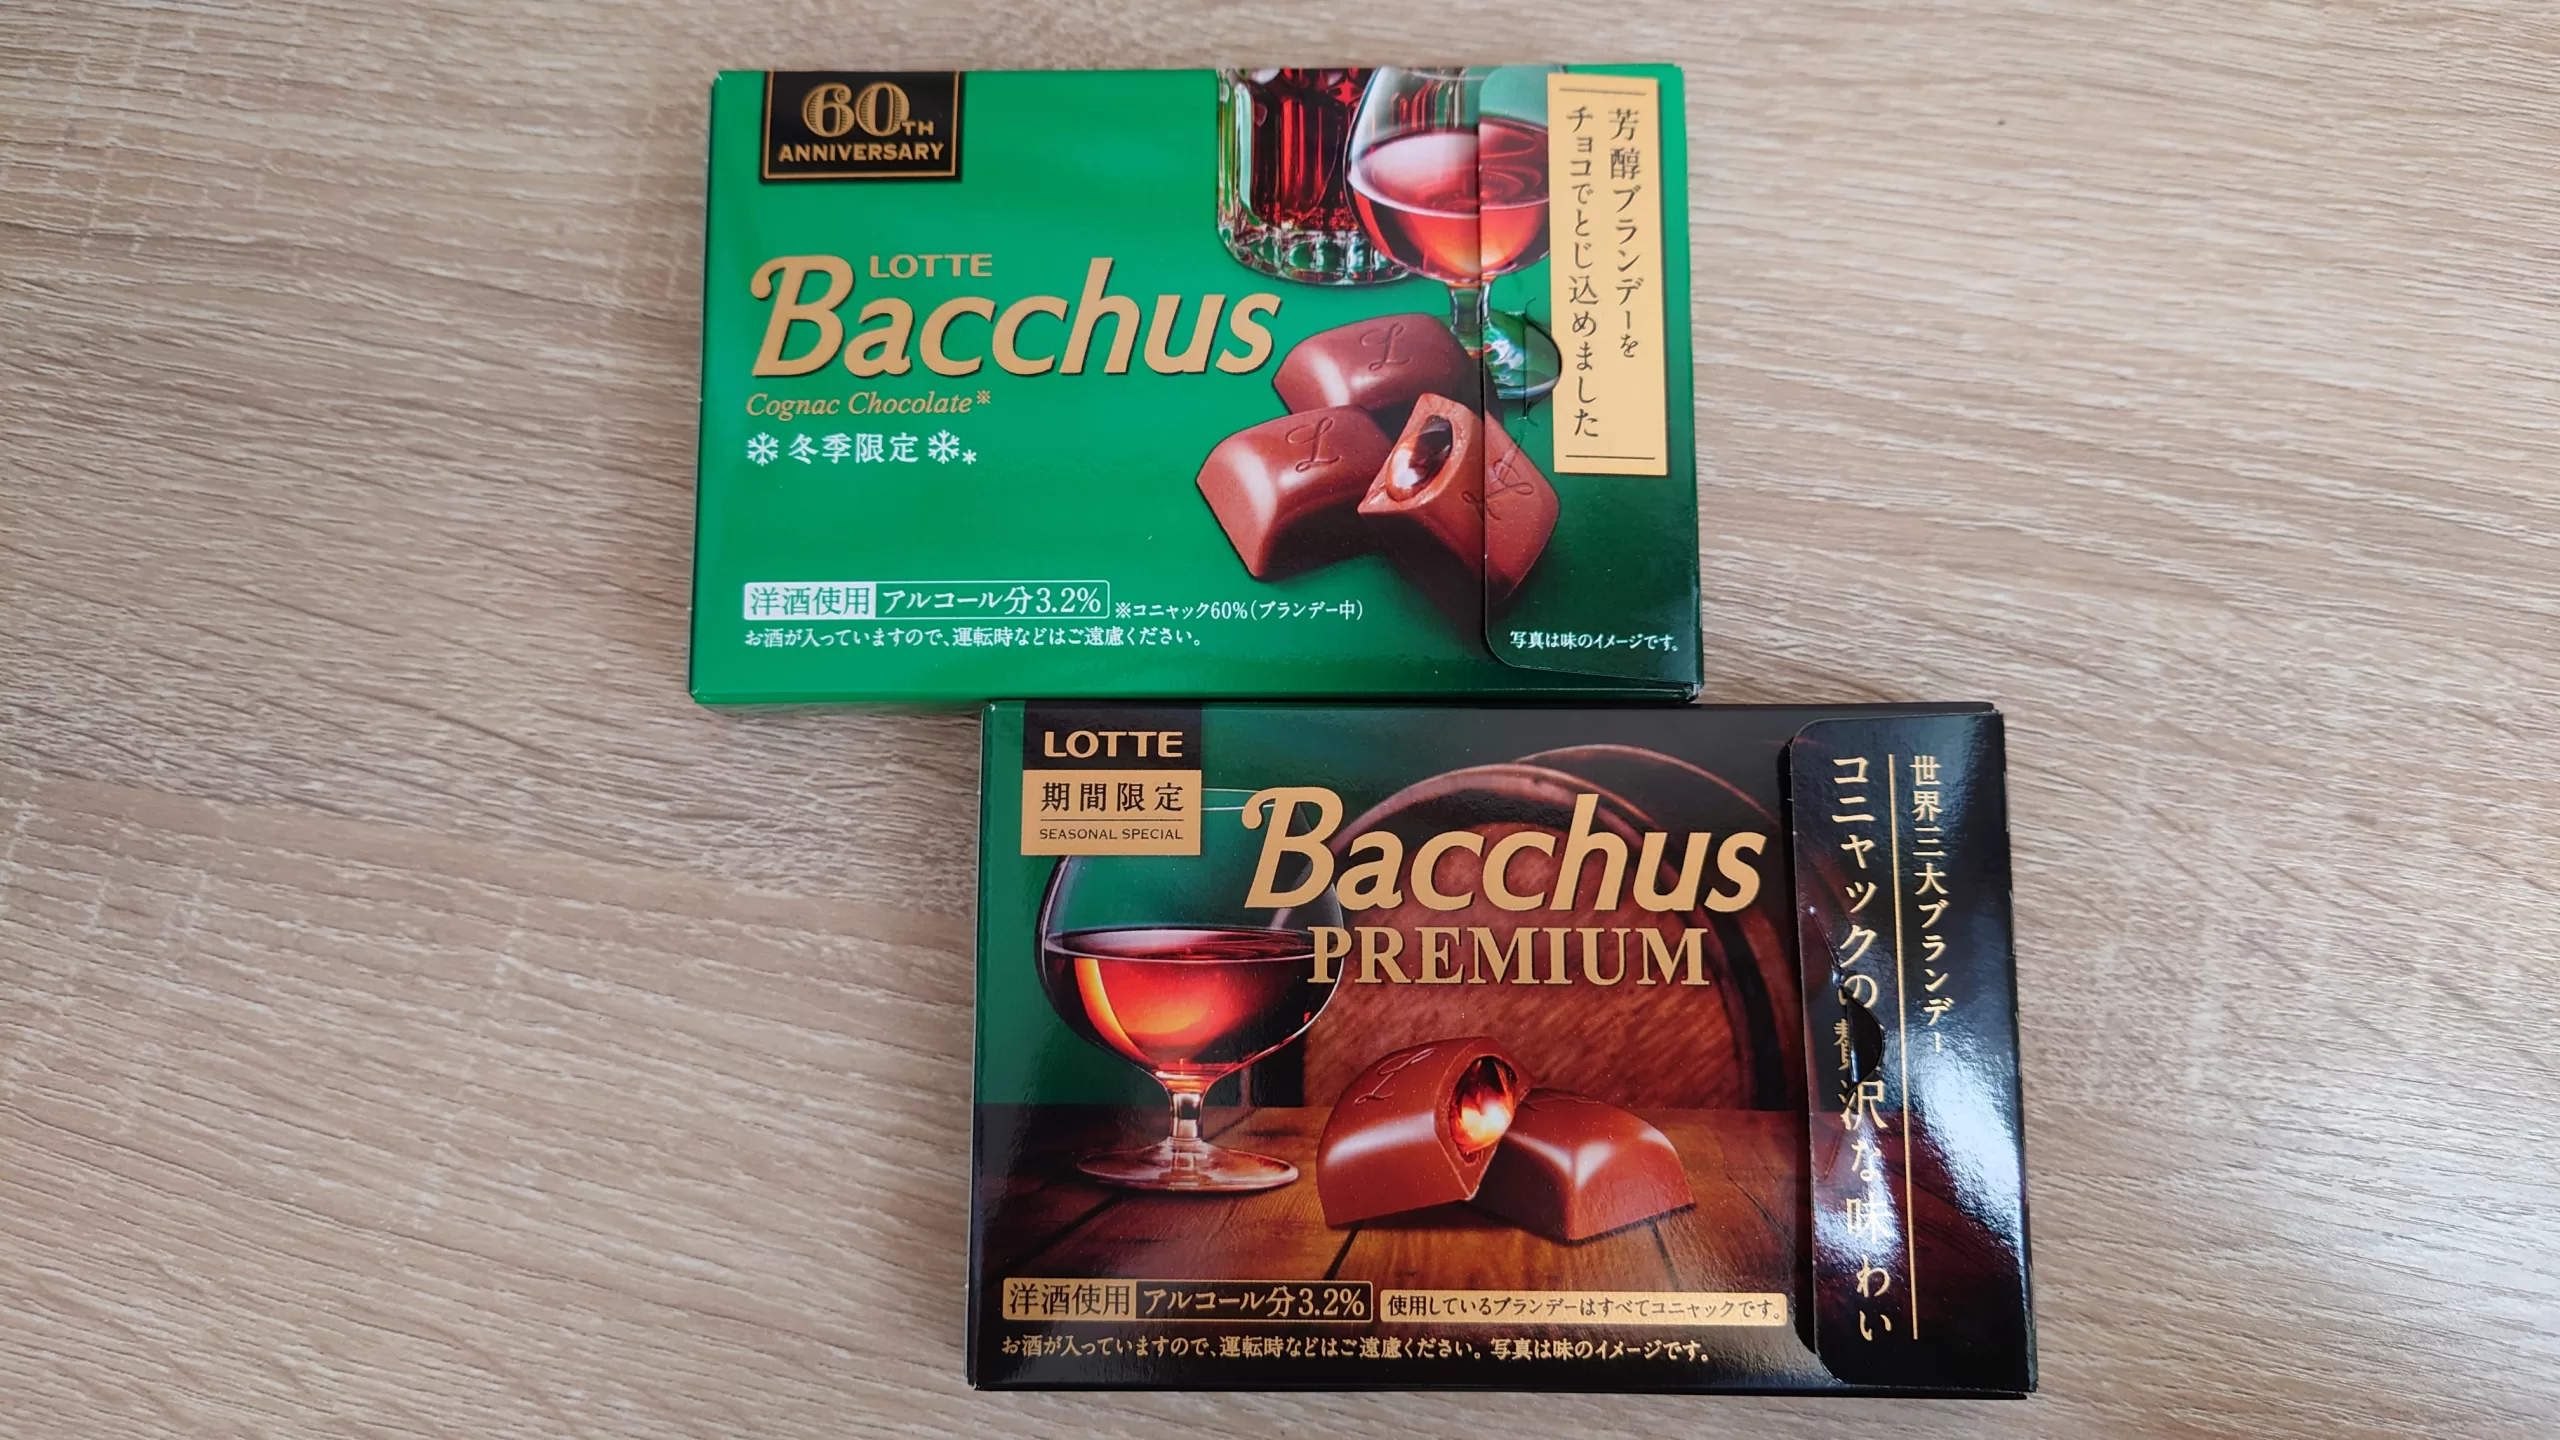 60TH
ANNIVERSARY
LOTTE
Bacchus
Cognac Chocolate※
冬季限定
芳醇ブランデーを
チョコでとじ込めました
洋酒使用 アルコール分3.2% ※コニャック60%(ブランデー中)
お酒が入っていますので、運転時などはご遠慮ください。
写真は味のイメージです。
LOTTE
期間限定
SEASONAL SPECIAL
Bacchus
PREMIUM
世界三大ブランデー
コニャックの贅沢な味わい
洋酒使用 アルコール分3.2% 使用しているブランデーはすべてコニャックです。
お酒が入っていますので、運転時などはご遠慮ください。写真は味のイメージです。